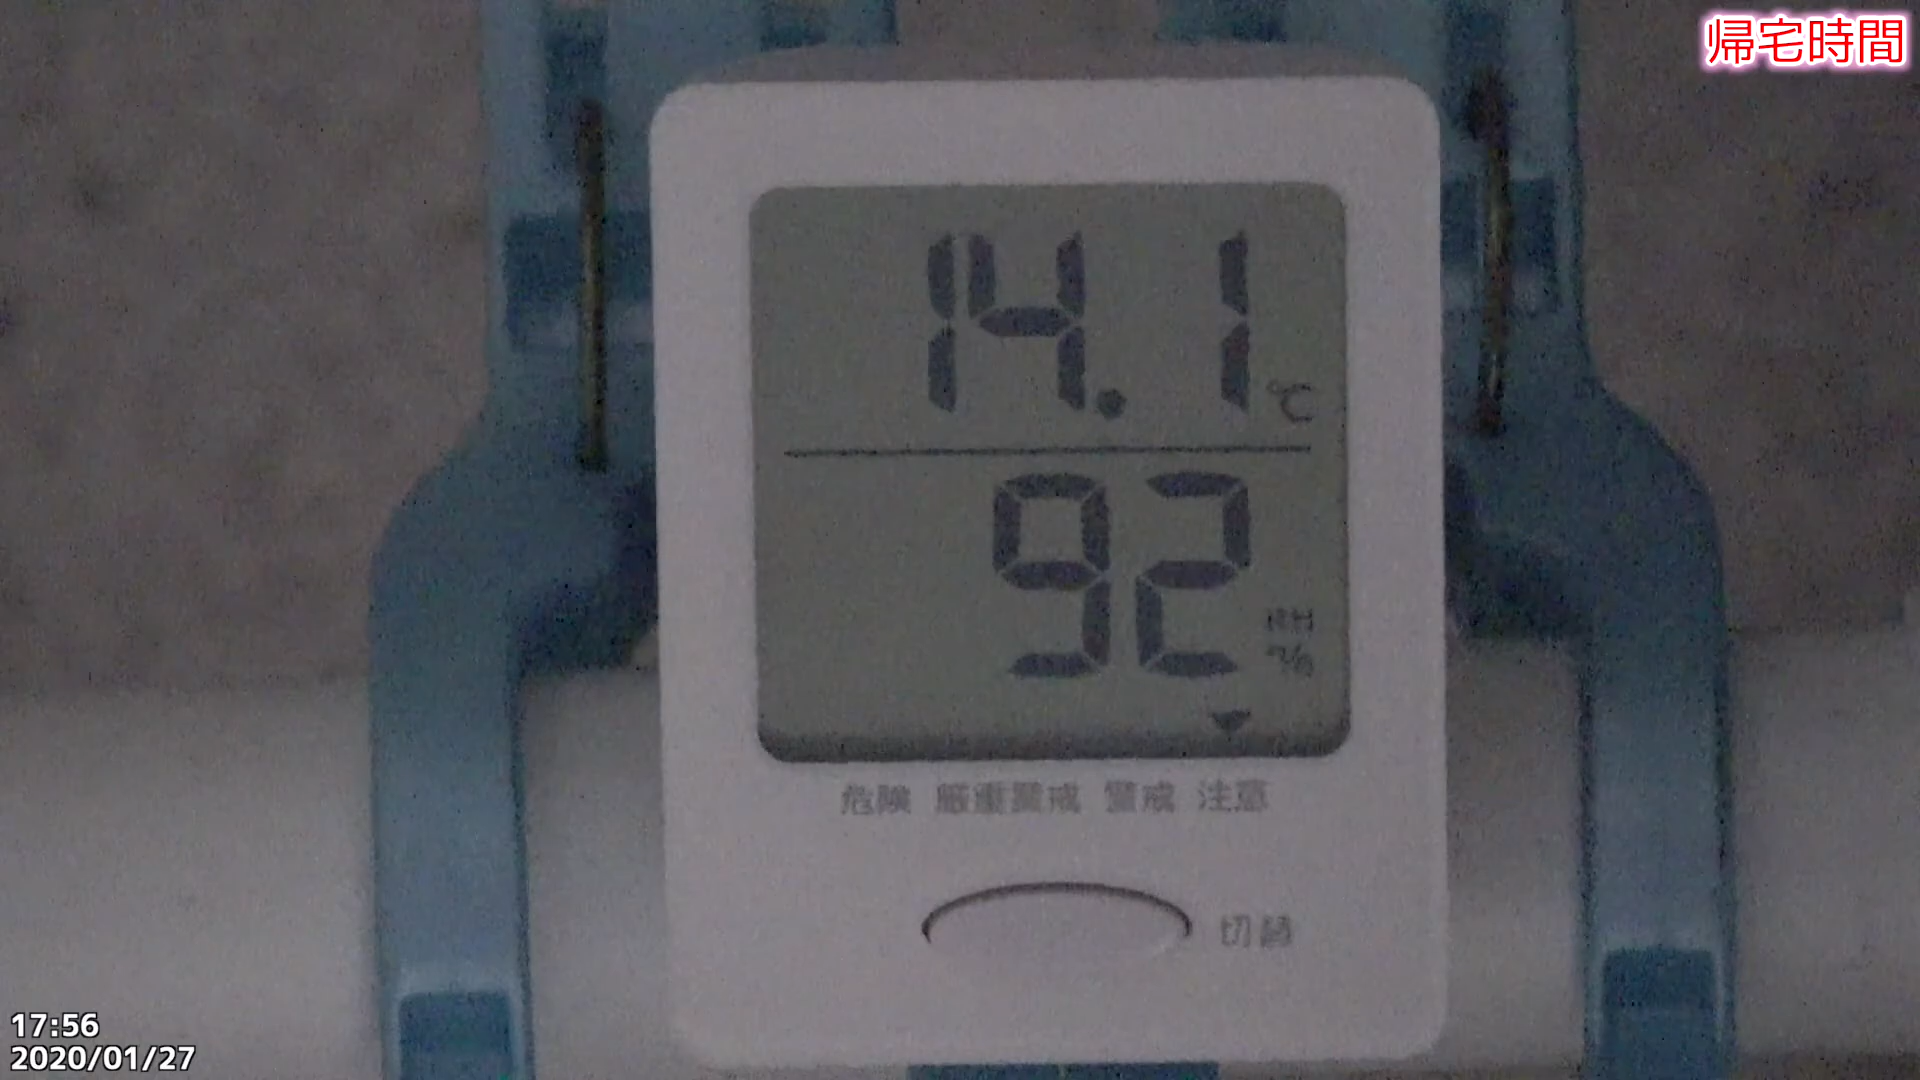 帰宅時間
14.1 ℃
92 RH %
危険 厳重警戒 警戒 注意
切替
17:56
2020/01/27